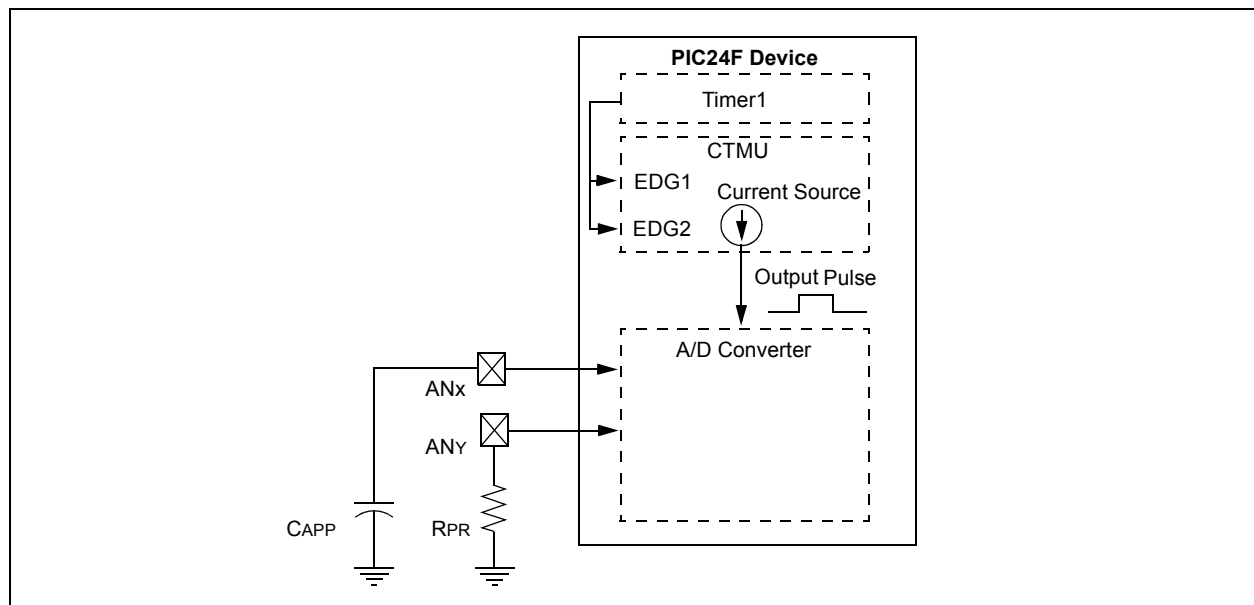 PIC24F Device
Timer1
CTMU
EDG1
Current Source
EDG2
Output Pulse
A/D Converter
ANX
ANY
CAPP
RPR